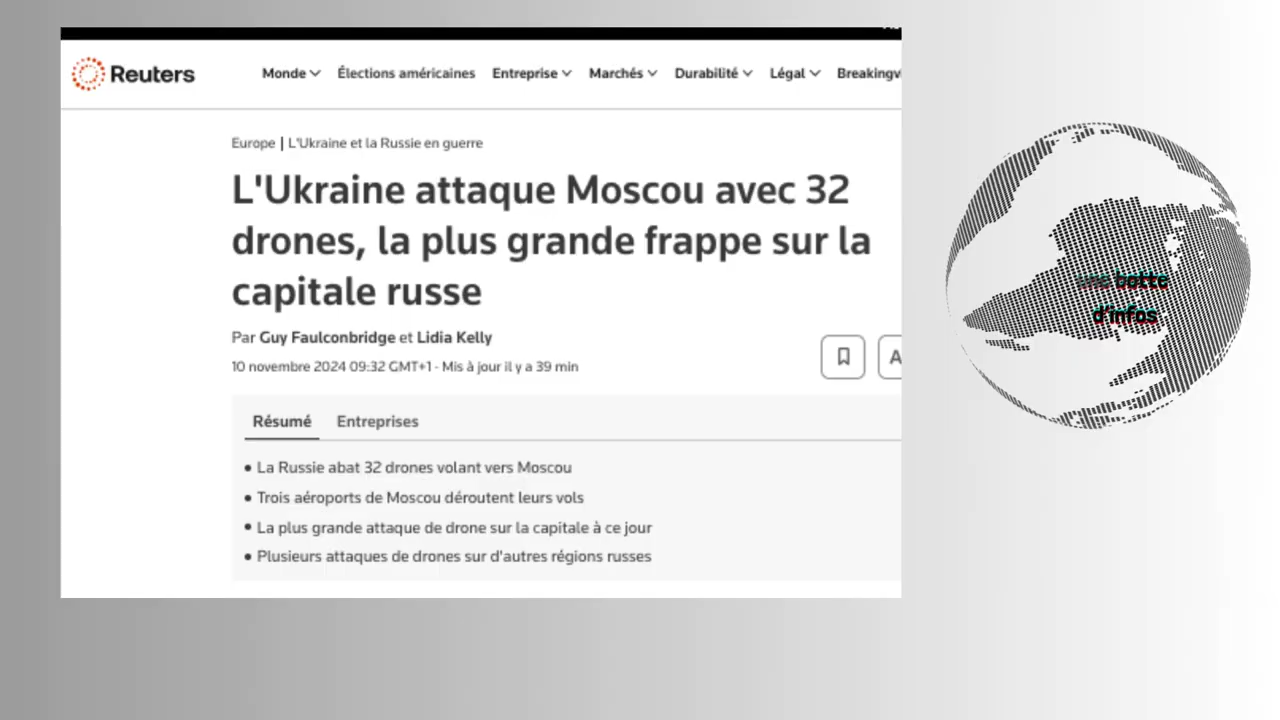 Reuters
Monde Élections américaines Entreprise Marchés Durabilité Légal Breakingv
Europe | L'Ukraine et la Russie en guerre
L'Ukraine attaque Moscou avec 32
drones, la plus grande frappe sur la
capitale russe
Par Guy Faulconbridge et Lidia Kelly
10 novembre 2024 09:32 GMT+1 · Mis à jour il y a 39 min
A
Résumé Entreprises
• La Russie abat 32 drones volant vers Moscou
• Trois aéroports de Moscou déroutent leurs vols
• La plus grande attaque de drone sur la capitale à ce jour
• Plusieurs attaques de drones sur d'autres régions russes
une botte
d'infos